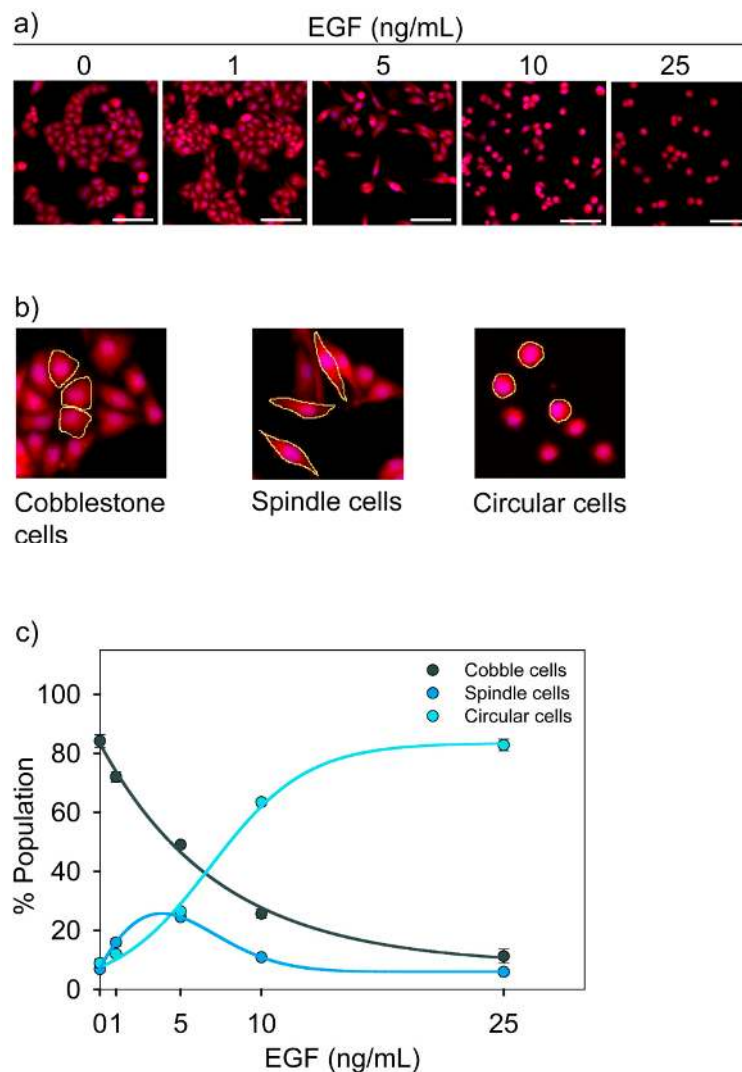 a)
EGF (ng/mL)
0 1 5 10 25
b)
Cobblestone
cells
Spindle cells
Circular cells
c)
Cobble cells
Spindle cells
Circular cells
% Population
100
80
60
40
20
0
0 1 5 10 25
EGF (ng/mL)